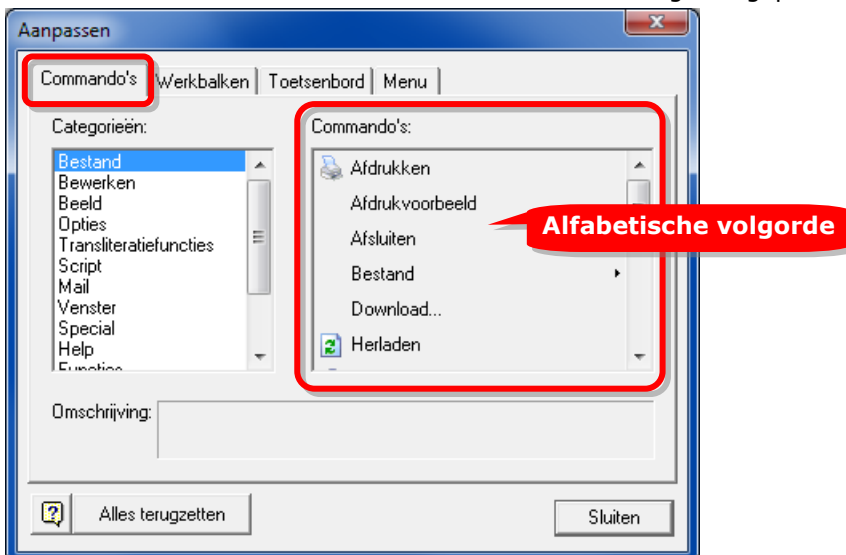 Aanpassen
Commando's Werkbalken Toetsenbord Menu
Categorieën:
Bestand
Bewerken
Beeld
Opties
Transliteratiefuncties
Script
Mail
Venster
Special
Help
Commando's:
Afdrukken
Afdrukvoorbeeld
Afsluiten
Bestand
Download...
Herladen
Alfabetische volgorde
Omschrijving:
Alles terugzetten
Sluiten